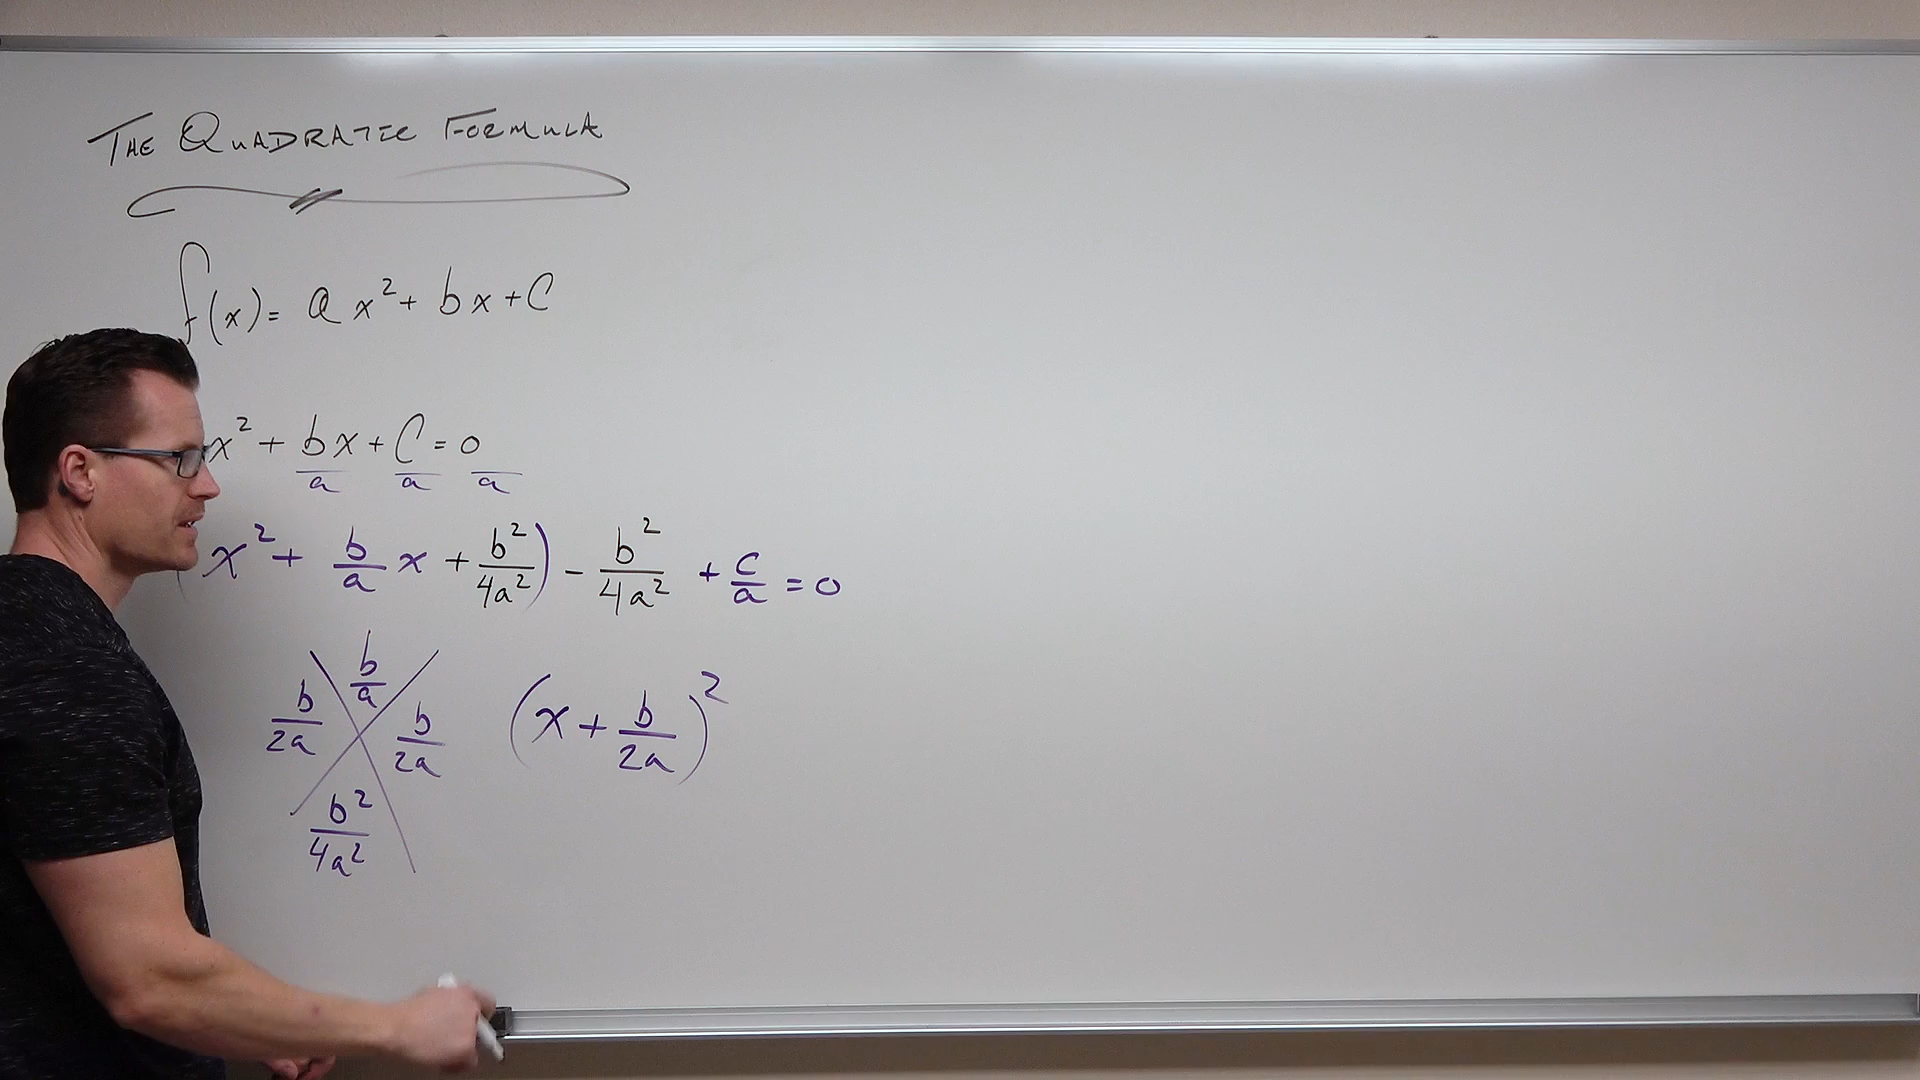 THE QUADRATIC FORMULA
f(x) = ax² + bx + C
x² + bx/a + C/a = 0/a
x² + b/a x + b²/4a²) - b²/4a² + c/a = 0
b/a
b/2a b/2a
b²/4a²
(x + b/2a)²